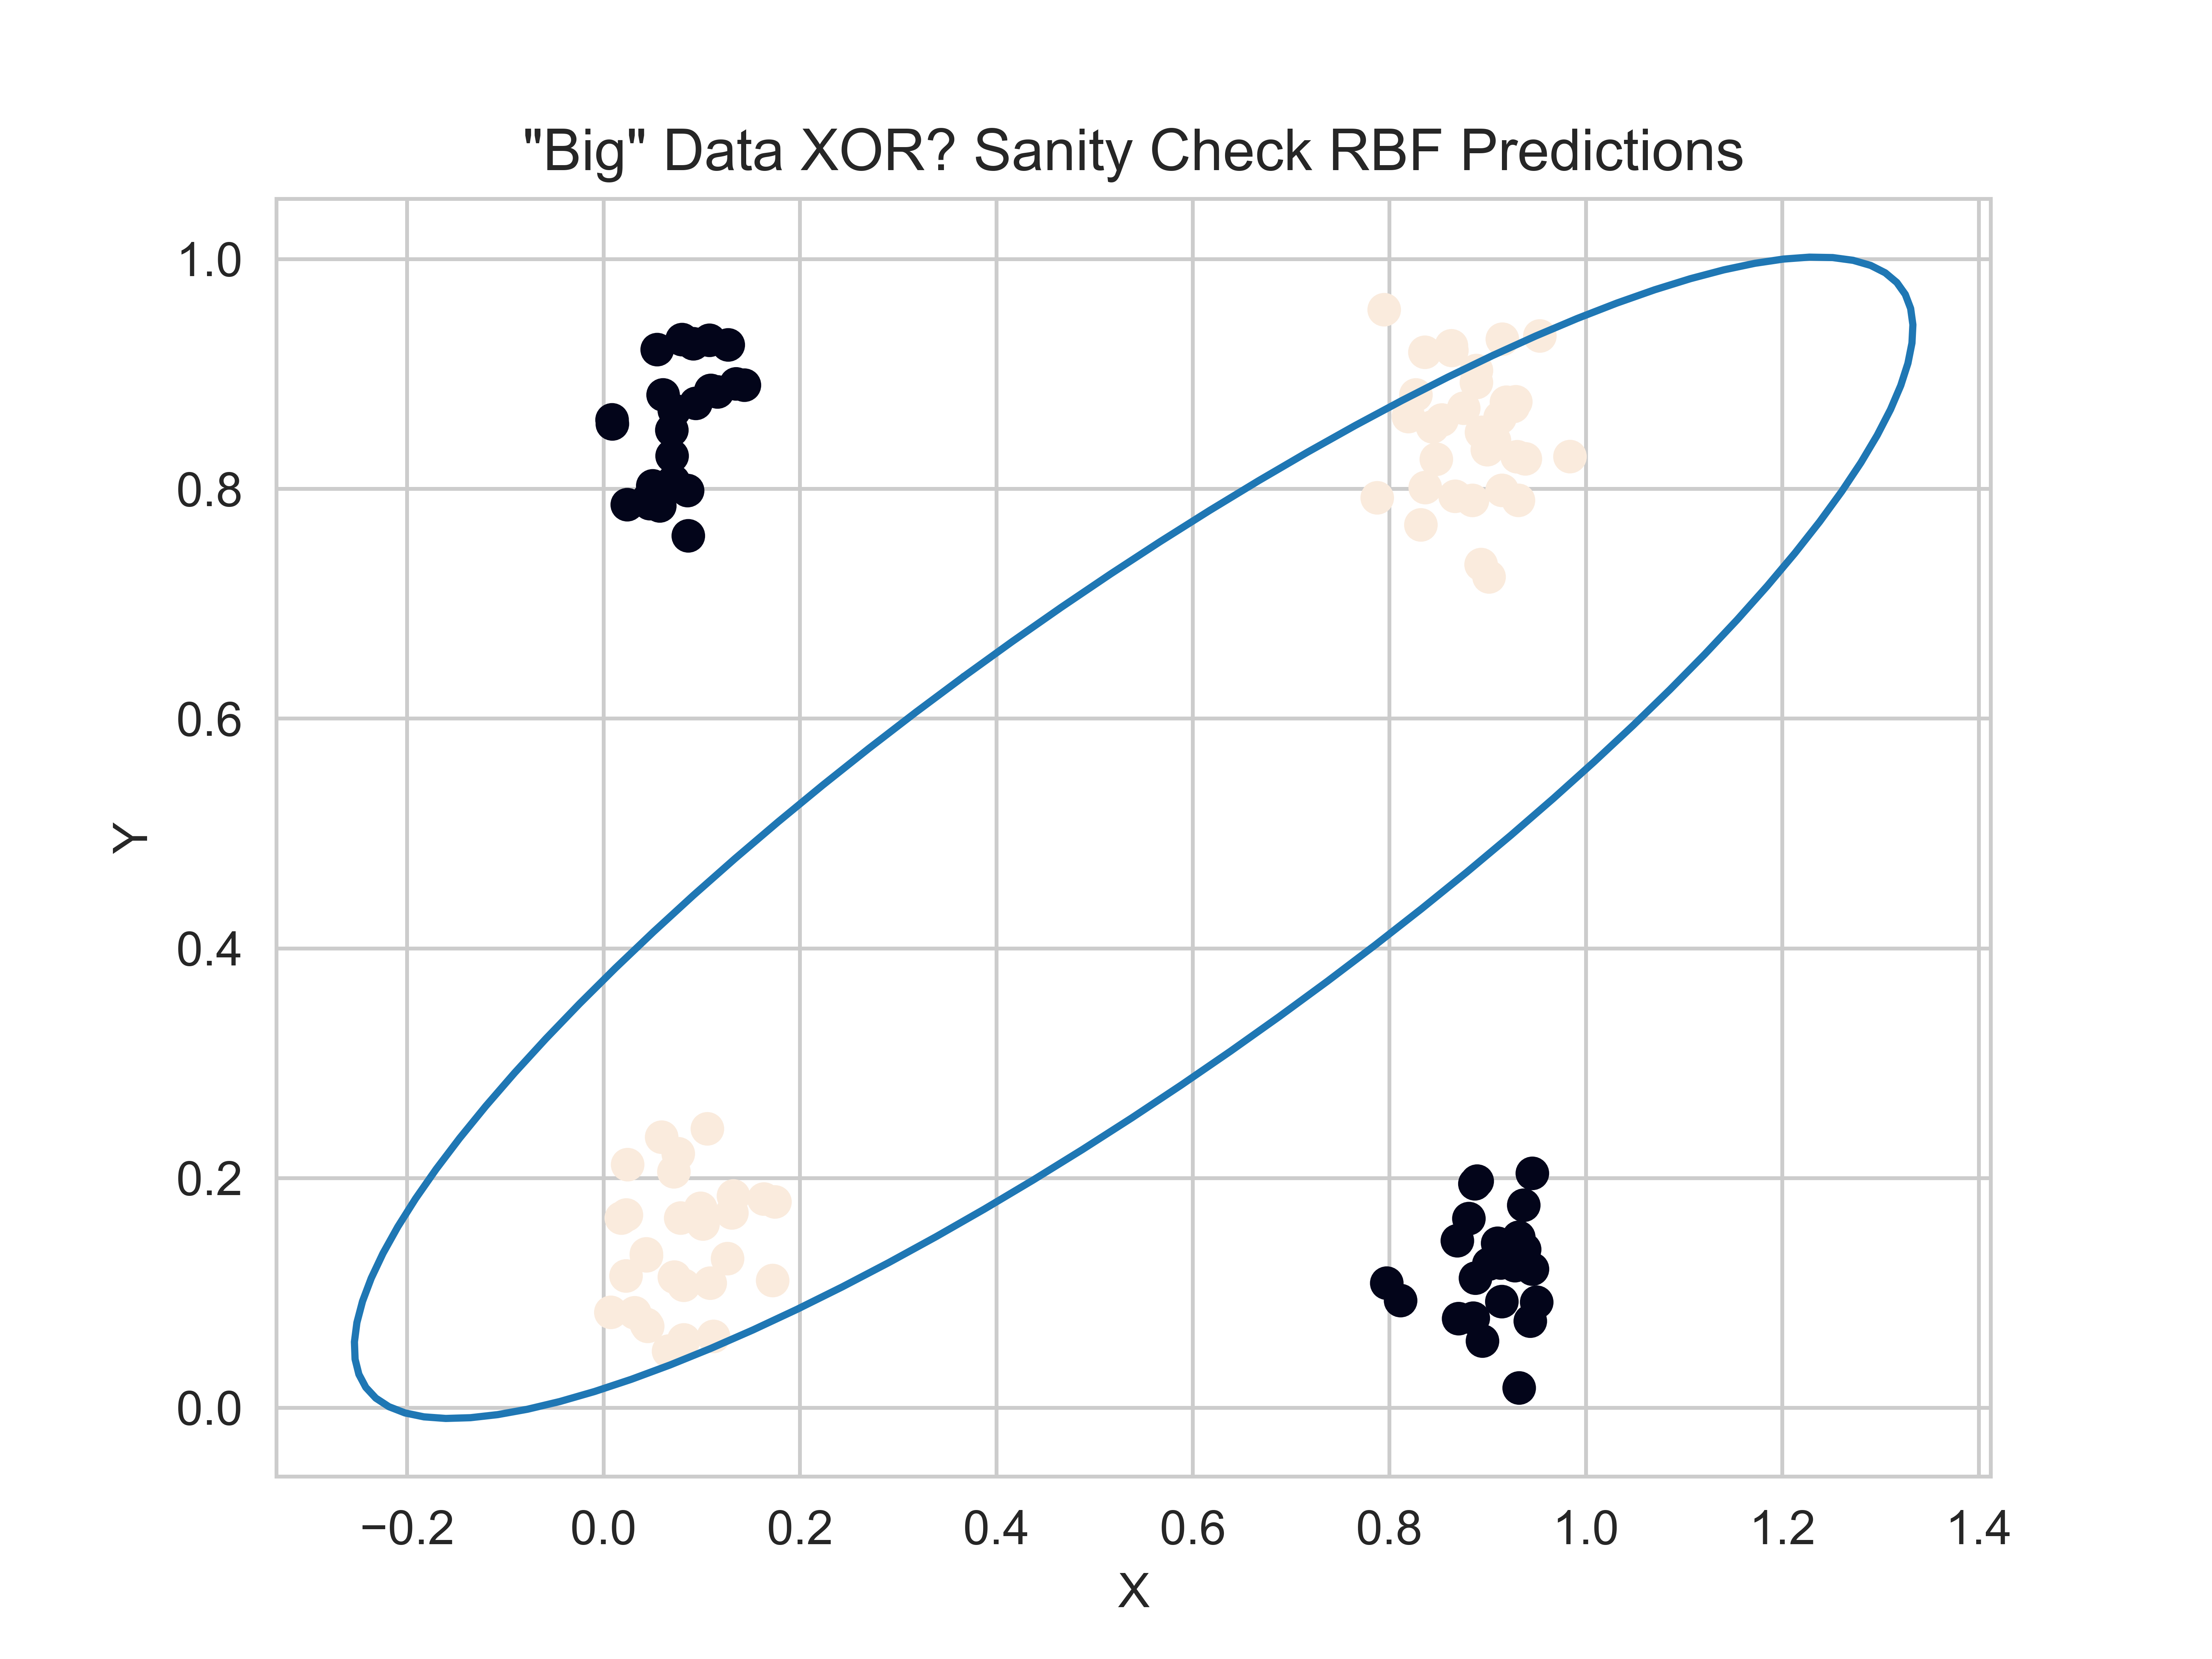 "Big" Data XOR? Sanity Check RBF Predictions
1.0
0.8
0.6
0.4
0.2
0.0
Y
−0.2 0.0 0.2 0.4 0.6 0.8 1.0 1.2 1.4
X